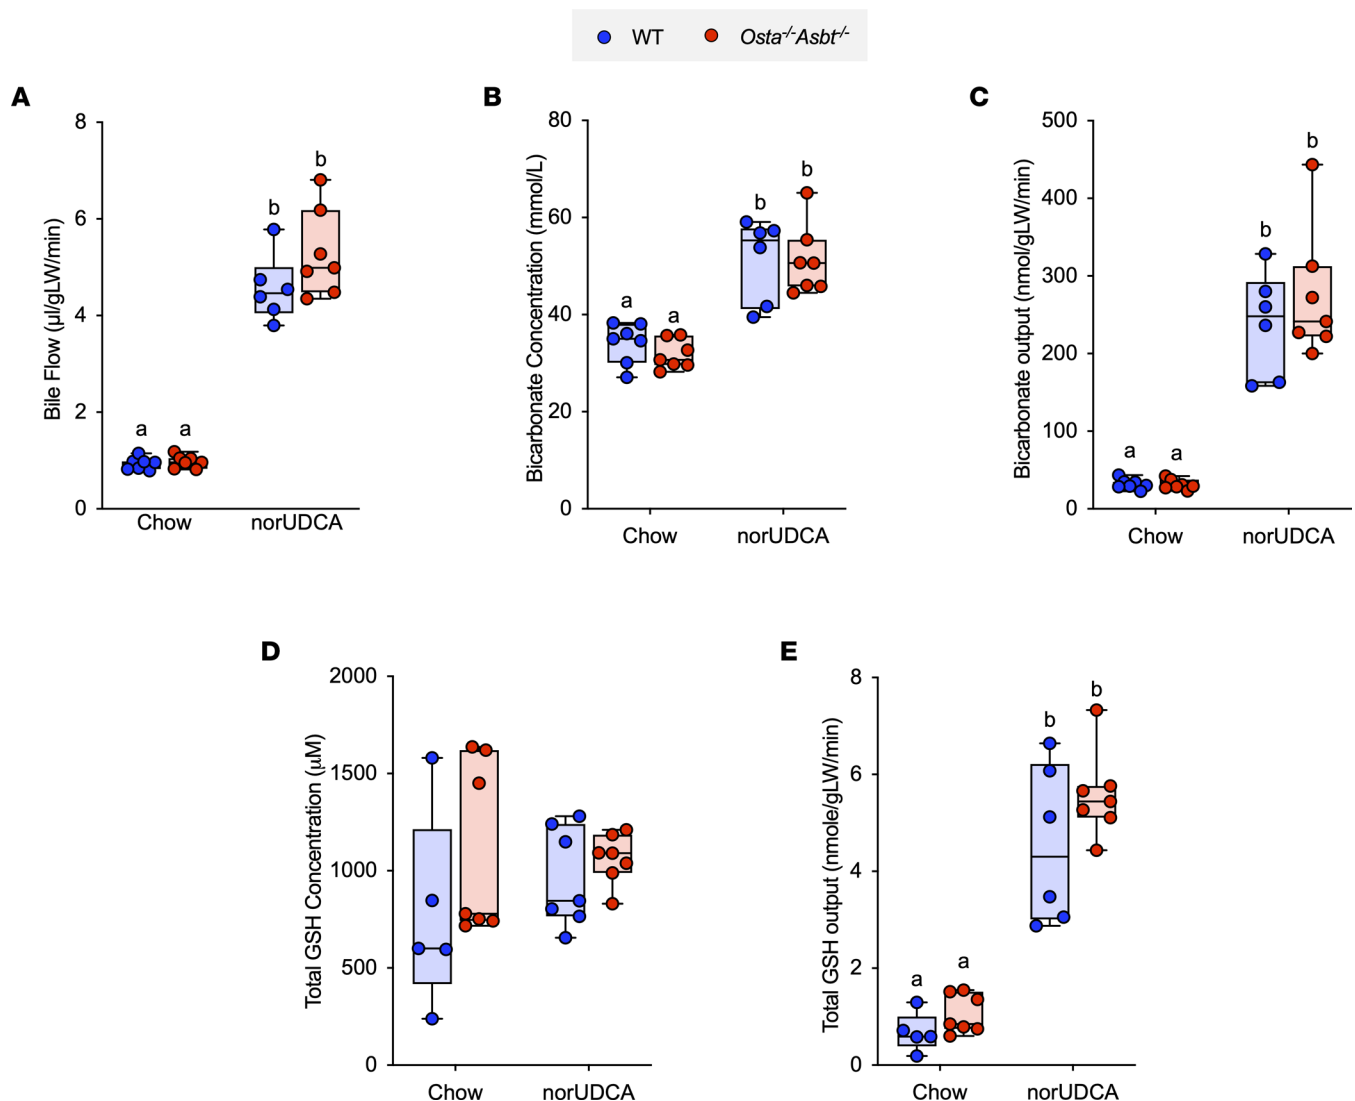 WT Osta-/-Asbt-/-
A
Bile Flow (µl/gLW/min)
8
6
4
2
0
a a b b
Chow norUDCA
B
Bicarbonate Concentration (mmol/L)
80
60
40
20
0
a a b b
Chow norUDCA
C
Bicarbonate output (nmol/gLW/min)
500
400
300
200
100
0
a a b b
Chow norUDCA
D
Total GSH Concentration (µM)
2000
1500
1000
500
0
Chow norUDCA
E
Total GSH output (nmole/gLW/min)
8
6
4
2
0
a a b b
Chow norUDCA